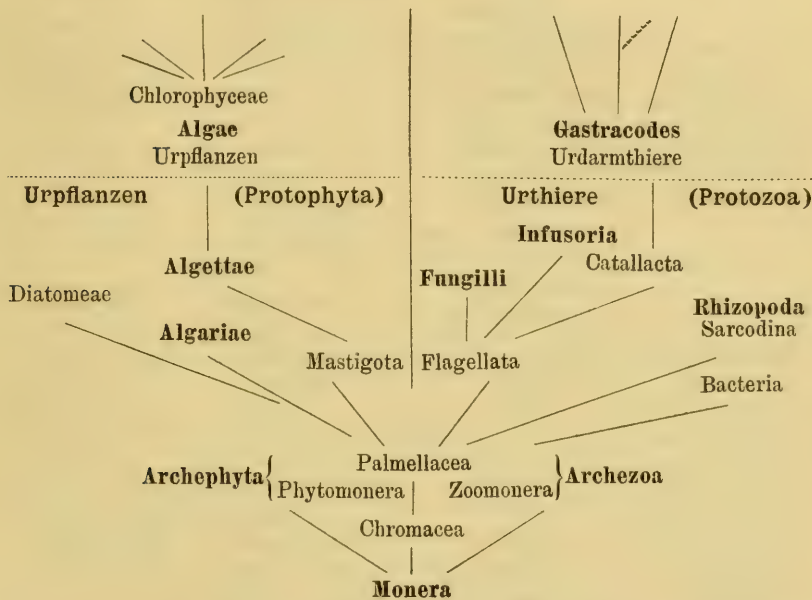 Chlorophyceae
Algae
Urpflanzen
Gastracodes
Urdarmthiere
Urpflanzen (Protophyta)
Urthiere (Protozoa)
Infusoria
Algettae
Catallacta
Fungilli
Diatomeae
Rhizopoda
Sarcodina
Algariae
Mastigota
Flagellata
Bacteria
Palmellacea
Archephyta { Phytomonera
Zoomonera } Archezoa
Chromacea
Monera